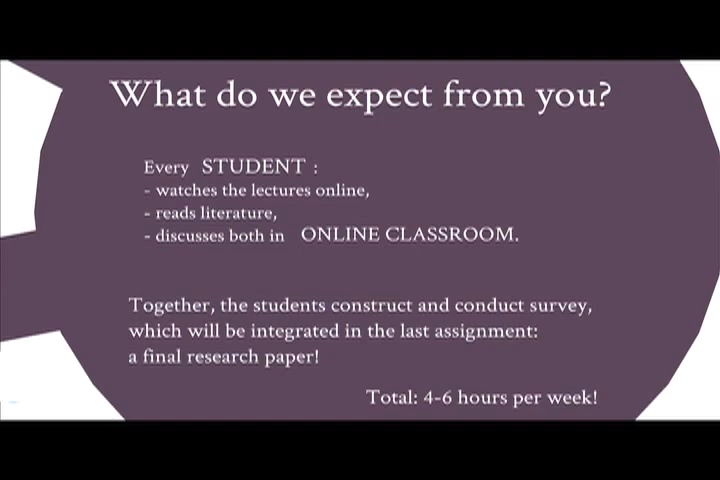 What do we expect from you?
Every STUDENT :
- watches the lectures online,
- reads literature,
- discusses both in ONLINE CLASSROOM.
Together, the students construct and conduct survey,
which will be integrated in the last assignment:
a final research paper!
Total: 4-6 hours per week!